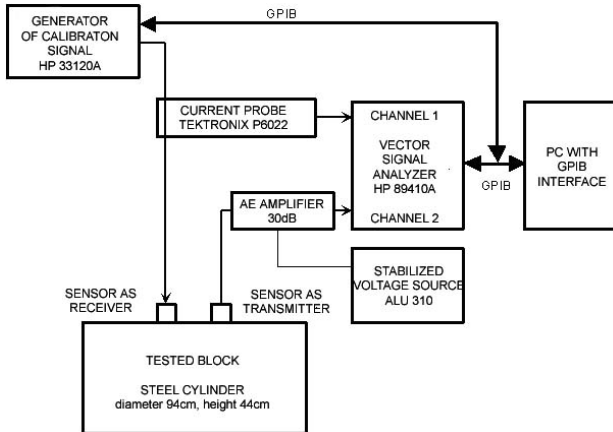 GENERATOR
OF CALIBRATON
SIGNAL
HP 33120A
GPIB
CURRENT PROBE
TEKTRONIX P6022
CHANNEL 1
VECTOR
SIGNAL
ANALYZER
HP 89410A
CHANNEL 2
GPIB
PC WITH
GPIB
INTERFACE
AE AMPLIFIER
30dB
STABILIZED
VOLTAGE SOURCE
ALU 310
SENSOR AS
RECEIVER
SENSOR AS
TRANSMITTER
TESTED BLOCK
STEEL CYLINDER
diameter 94cm, height 44cm